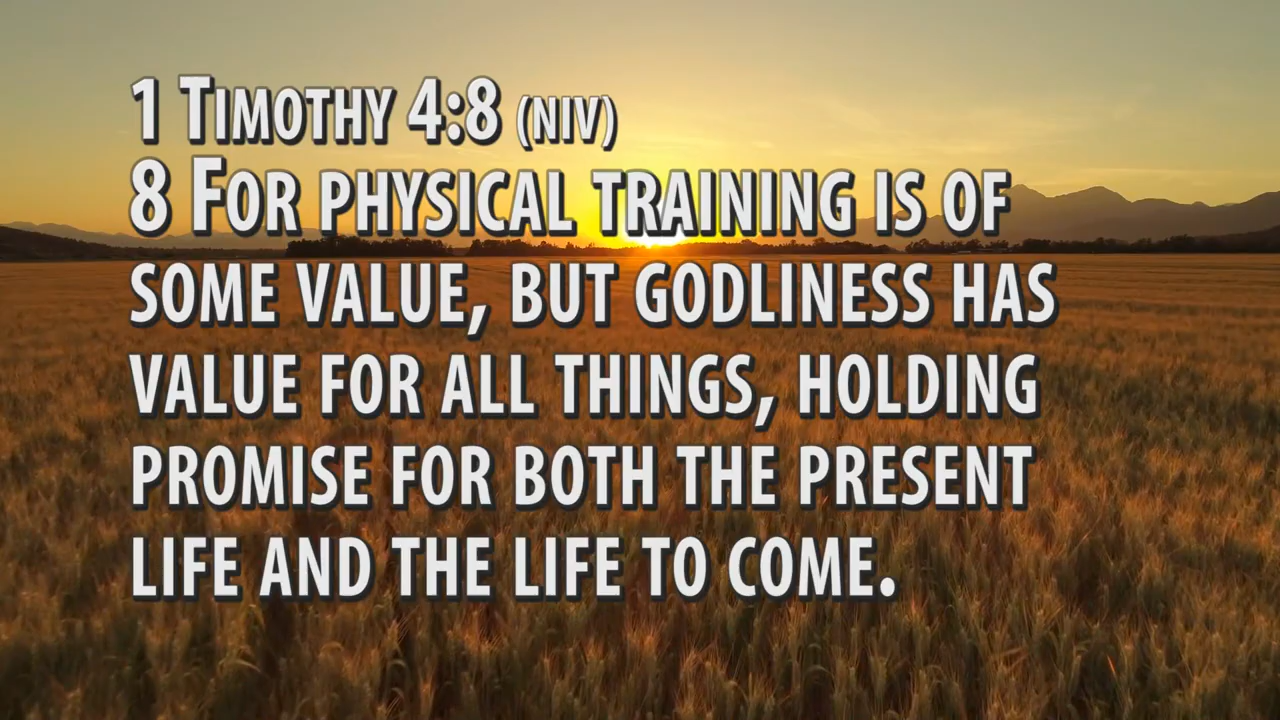 1 Timothy 4:8 (NIV)
8 For physical training is of
some value, but godliness has
value for all things, holding
promise for both the present
life and the life to come.